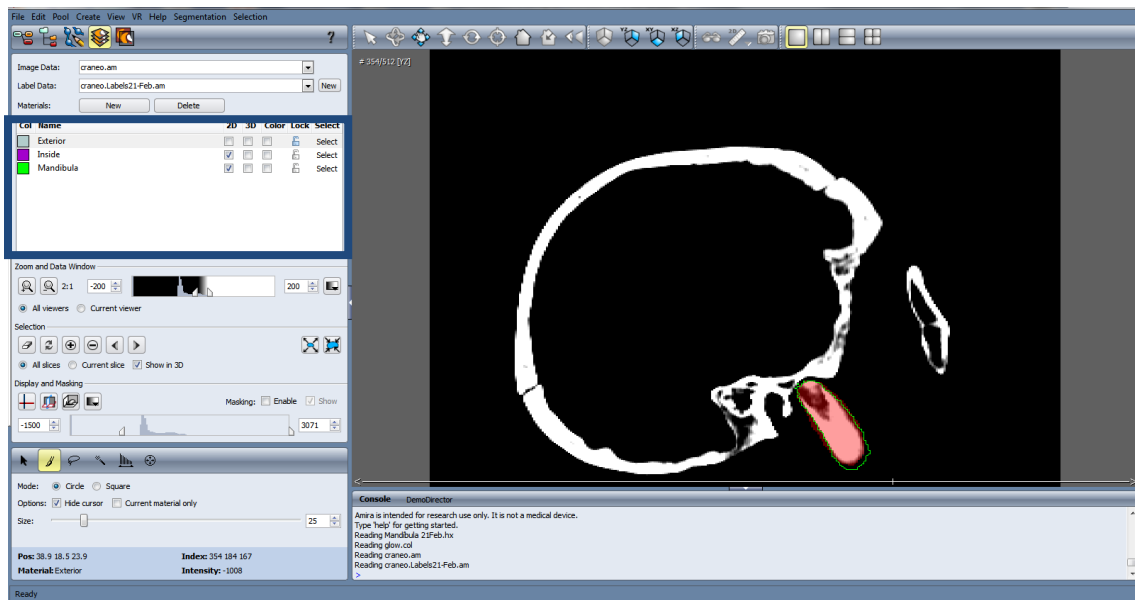 File Edit Pool Create View VR Help Segmentation Selection
?
Image Data: craneo.am
Label Data: craneo.Labels21-Feb.am New
Materials: New Delete
Col Name 2D 3D Color Lock Select
Exterior Select
Inside Select
Mandibula Select
Zoom and Data Window
2:1 -200 200
All viewers Current viewer
Selection
All slices Current slice Show in 3D
Display and Masking
Masking: Enable Show
-1500 3071
Mode: Circle Square
Options: Hide cursor Current material only
Size: 25
Pos: 38.9 18.5 23.9 Index: 354 184 167
Material: Exterior Intensity: -1008
Ready
YZ XY XZ 3D
# 354/512 [YZ]
Console DemoDirector
Amira is intended for research use only. It is not a medical device.
Type 'help' for getting started.
Reading Mandibula 21Feb.hx
Reading glow.col
Reading craneo.am
Reading craneo.Labels21-Feb.am
>